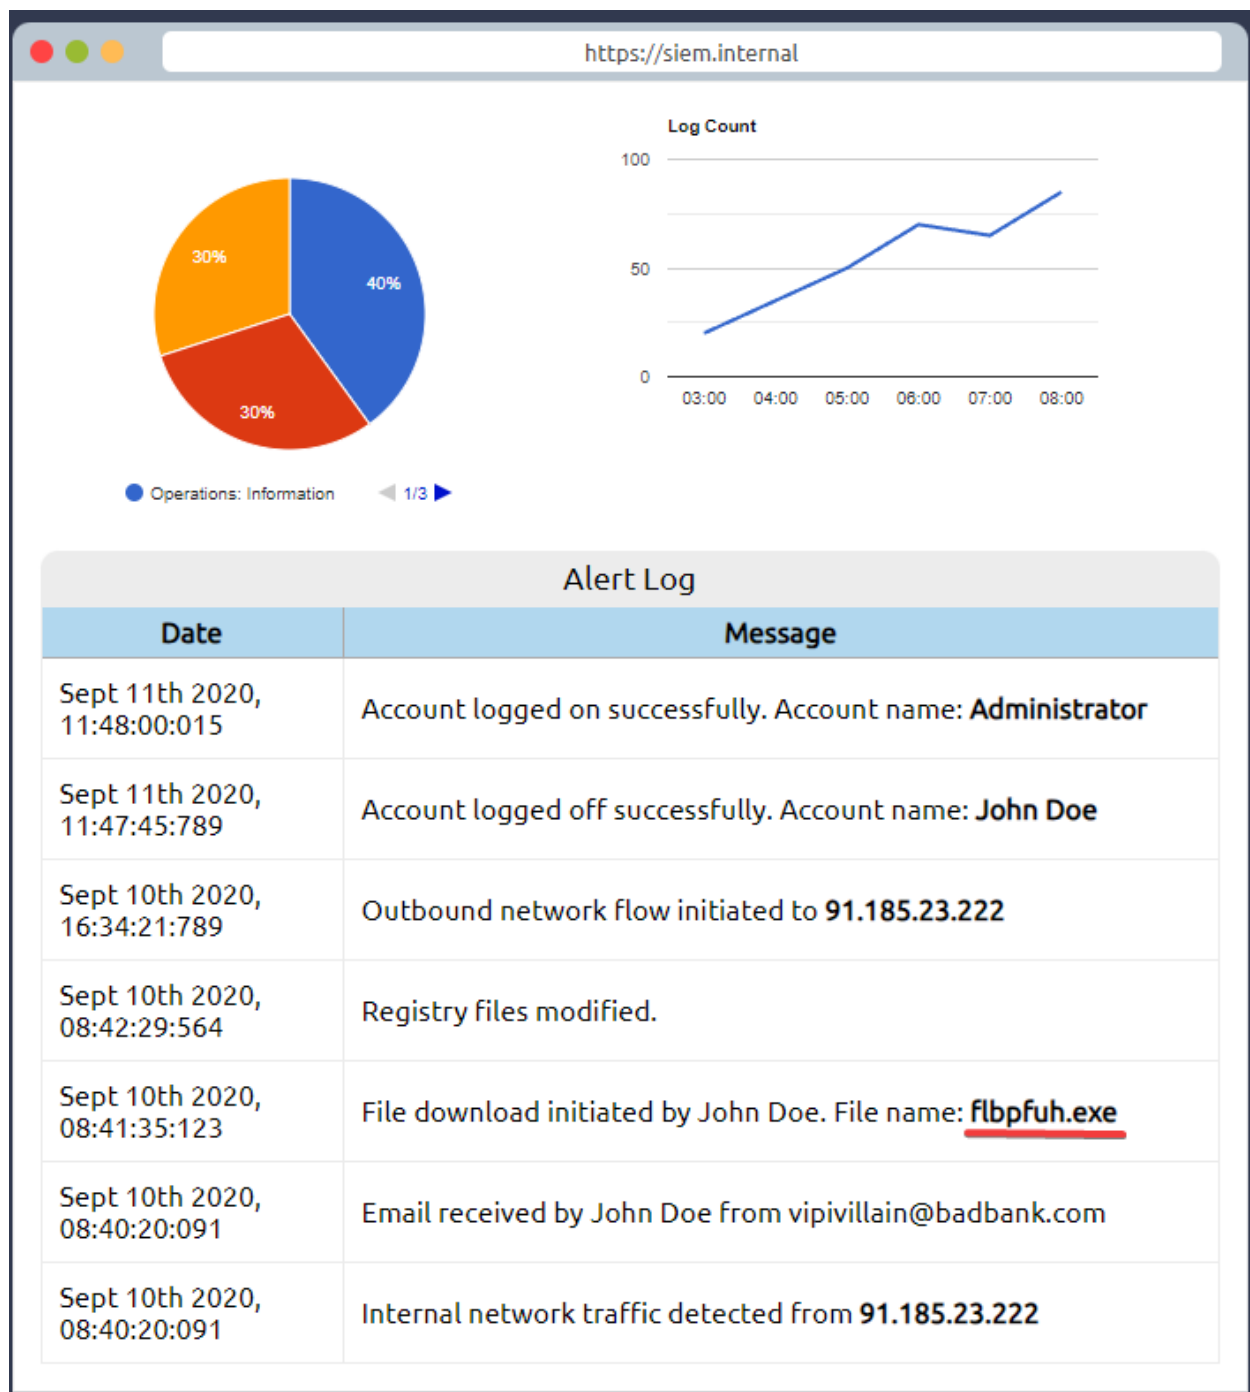 https://siem.internal
Log Count
100
50
0
03:00 04:00 05:00 06:00 07:00 08:00
30%
40%
30%
Operations: Information 1/3
Alert Log
Date Message
Sept 11th 2020,
11:48:00:015
Account logged on successfully. Account name: Administrator
Sept 11th 2020,
11:47:45:789
Account logged off successfully. Account name: John Doe
Sept 10th 2020,
16:34:21:789
Outbound network flow initiated to 91.185.23.222
Sept 10th 2020,
08:42:29:564
Registry files modified.
Sept 10th 2020,
08:41:35:123
File download initiated by John Doe. File name: flbpfuh.exe
Sept 10th 2020,
08:40:20:091
Email received by John Doe from vipivillain@badbank.com
Sept 10th 2020,
08:40:20:091
Internal network traffic detected from 91.185.23.222